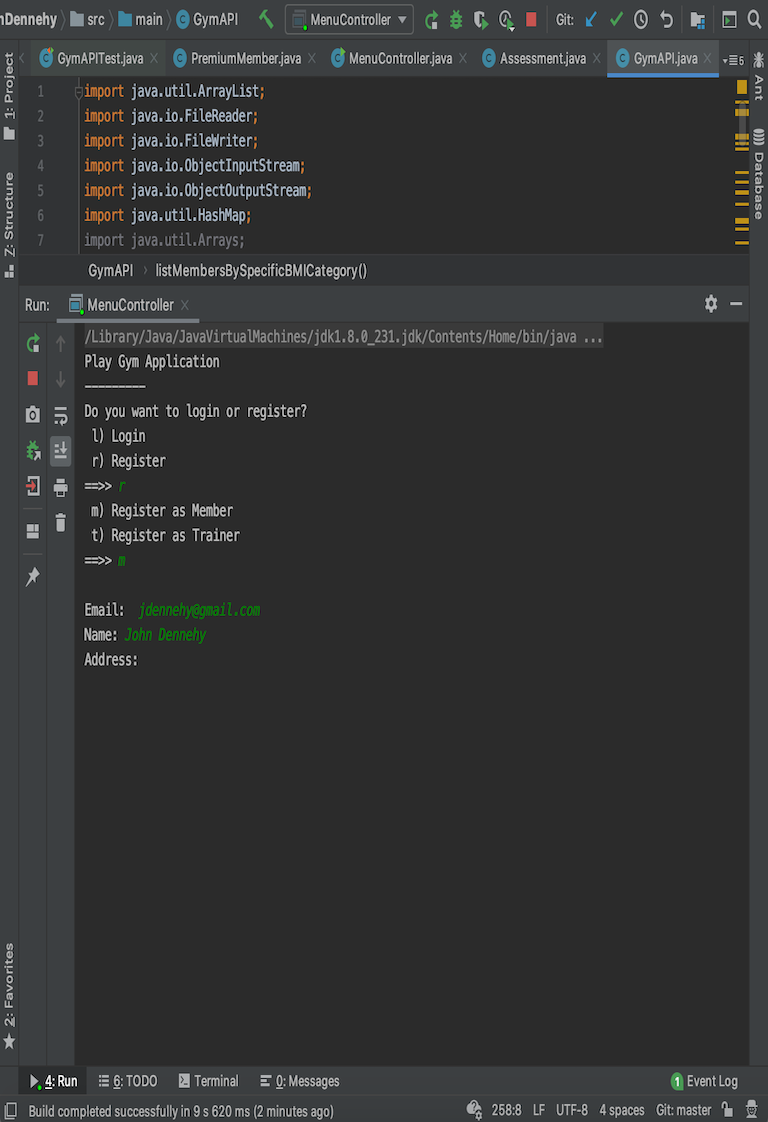 nDennehy src main GymAPI MenuController Git:
GymAPITest.java PremiumMember.java MenuController.java Assessment.java GymAPI.java 5
1: Project
Z: Structure
2: Favorites
Ant
Database
1 import java.util.ArrayList;
2 import java.io.FileReader;
3 import java.io.FileWriter;
4 import java.io.ObjectInputStream;
5 import java.io.ObjectOutputStream;
6 import java.util.HashMap;
7 import java.util.Arrays;
GymAPI › listMembersBySpecificBMICategory()
Run: MenuController
/Library/Java/JavaVirtualMachines/jdk1.8.0_231.jdk/Contents/Home/bin/java ...
Play Gym Application
---------
Do you want to login or register?
l) Login
r) Register
==>> r
m) Register as Member
t) Register as Trainer
==>> m
Email: jdennehy@gmail.com
Name: John Dennehy
Address:
4: Run 6: TODO Terminal 0: Messages 1 Event Log
Build completed successfully in 9 s 620 ms (2 minutes ago) 258:8 LF UTF-8 4 spaces Git: master